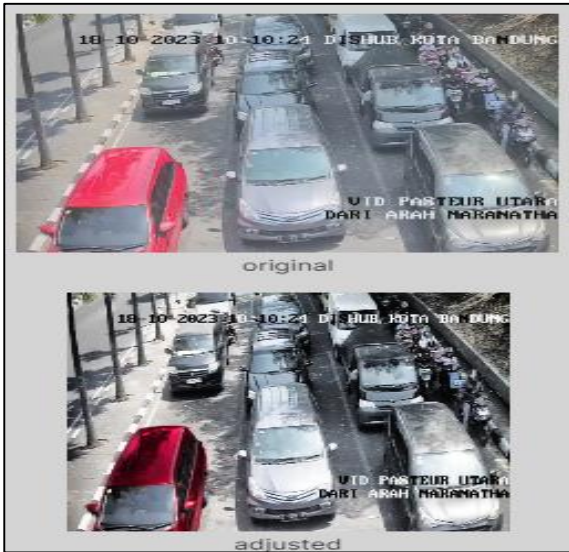 18-10-2023 10:10:24 DISHUB KOTA BANDUNG
VID PASTEUR UTARA
DARI ARAH MARANATHA
original
18-10-2023 10:10:24 DISHUB KOTA BANDUNG
VID PASTEUR UTARA
DARI ARAH MARANATHA
adjusted